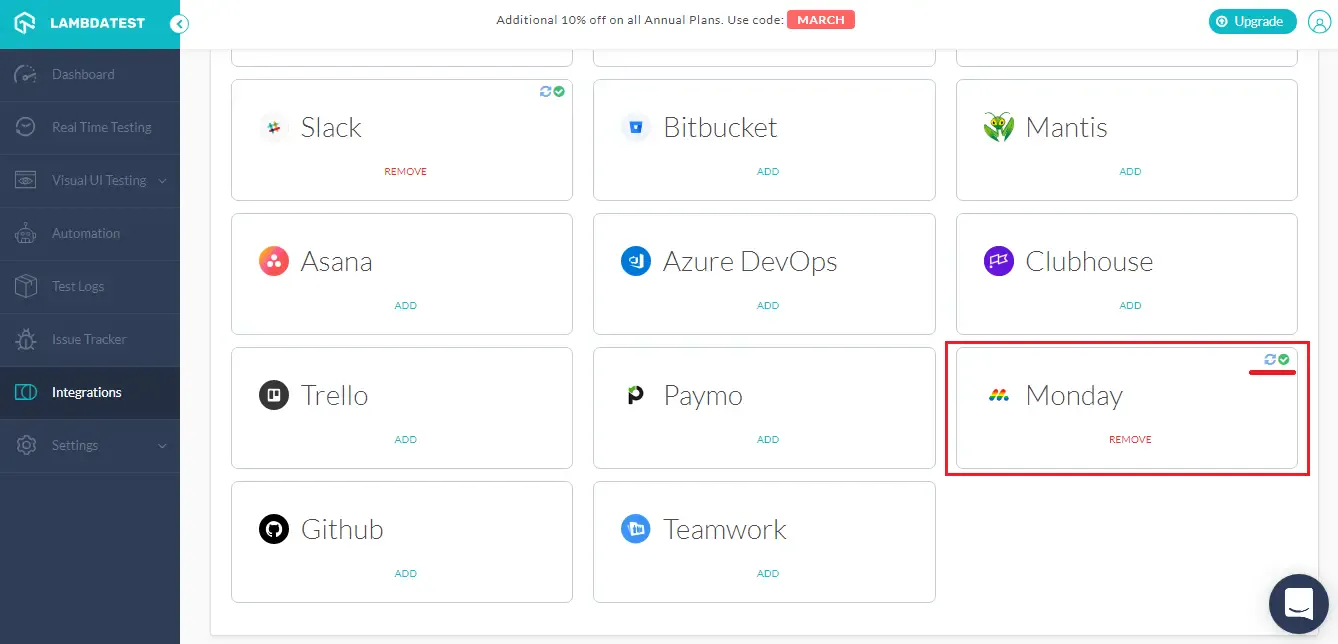 LAMBDATEST
Additional 10% off on all Annual Plans. Use code: MARCH
Upgrade
Dashboard
Real Time Testing
Visual UI Testing
Automation
Test Logs
Issue Tracker
Integrations
Settings
Slack
REMOVE
Bitbucket
ADD
Mantis
ADD
Asana
ADD
Azure DevOps
ADD
Clubhouse
ADD
Trello
ADD
Paymo
ADD
Monday
REMOVE
Github
ADD
Teamwork
ADD